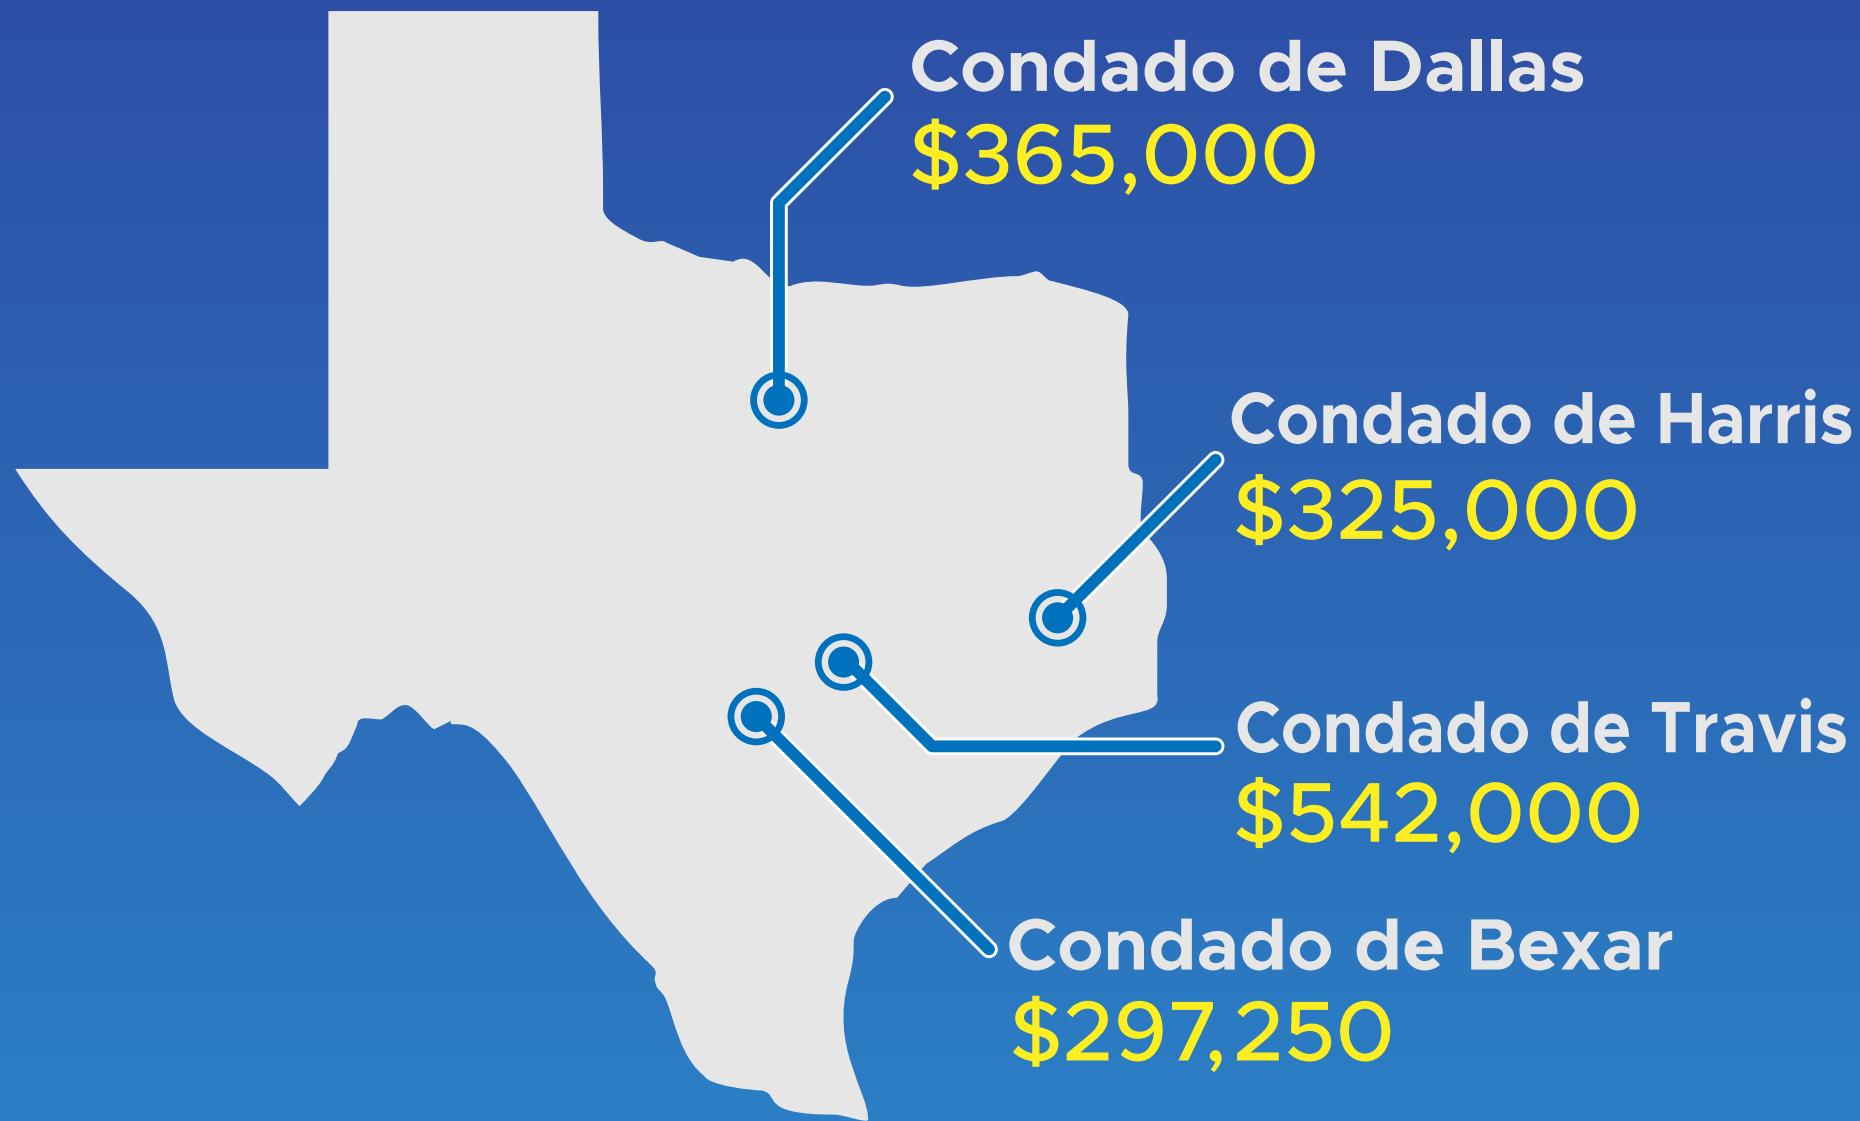 Condado de Dallas
$365,000
Condado de Harris
$325,000
Condado de Travis
$542,000
Condado de Bexar
$297,250